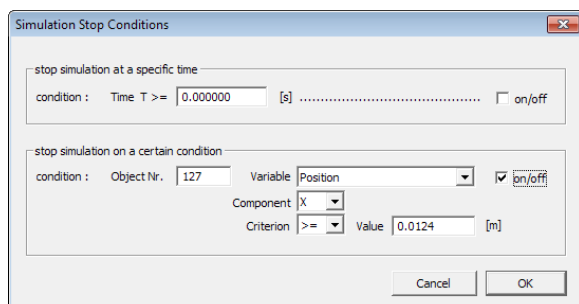 Simulation Stop Conditions
stop simulation at a specific time
condition : Time T >= 0.000000 [s] ............................................. on/off
stop simulation on a certain condition
condition : Object Nr. 127 Variable Position on/off
Component X
Criterion >= Value 0.0124 [m]
Cancel OK